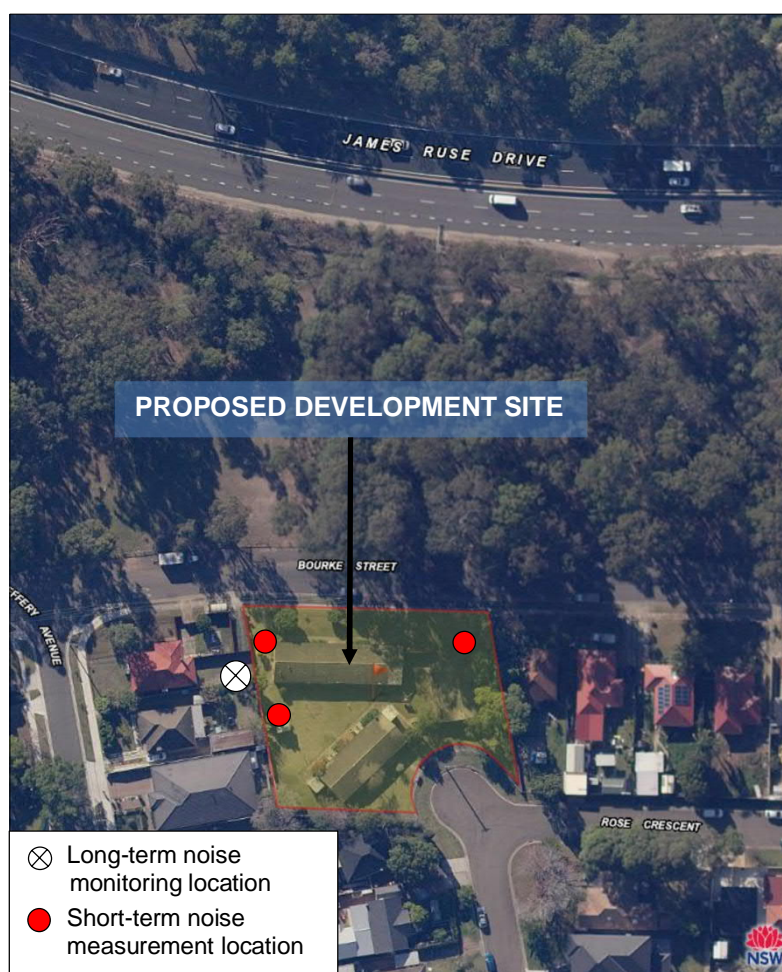 JAMES RUSE DRIVE
PROPOSED DEVELOPMENT SITE
BOURKE STREET
EFFERY AVENUE
ROSE CRESCENT
Long-term noise
monitoring location
Short-term noise
measurement location
NSW